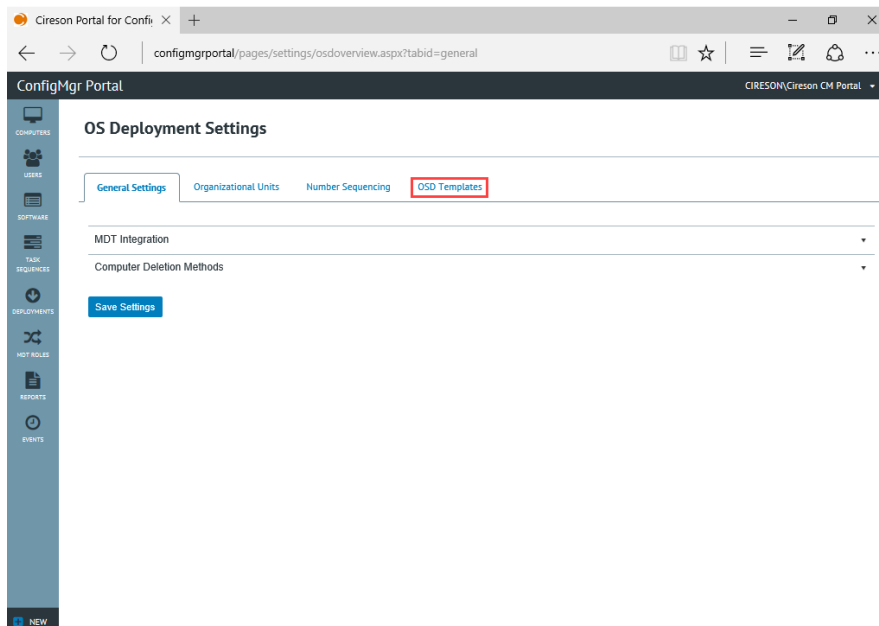 Cireson Portal for Config
configmgrportal/pages/settings/osdoverview.aspx?tabid=general
ConfigMgr Portal
CIRESON\Cireson CM Portal
COMPUTERS
USERS
SOFTWARE
TASK
SEQUENCES
DEPLOYMENTS
MDT ROLES
REPORTS
EVENTS
NEW
OS Deployment Settings
General Settings
Organizational Units
Number Sequencing
OSD Templates
MDT Integration
Computer Deletion Methods
Save Settings